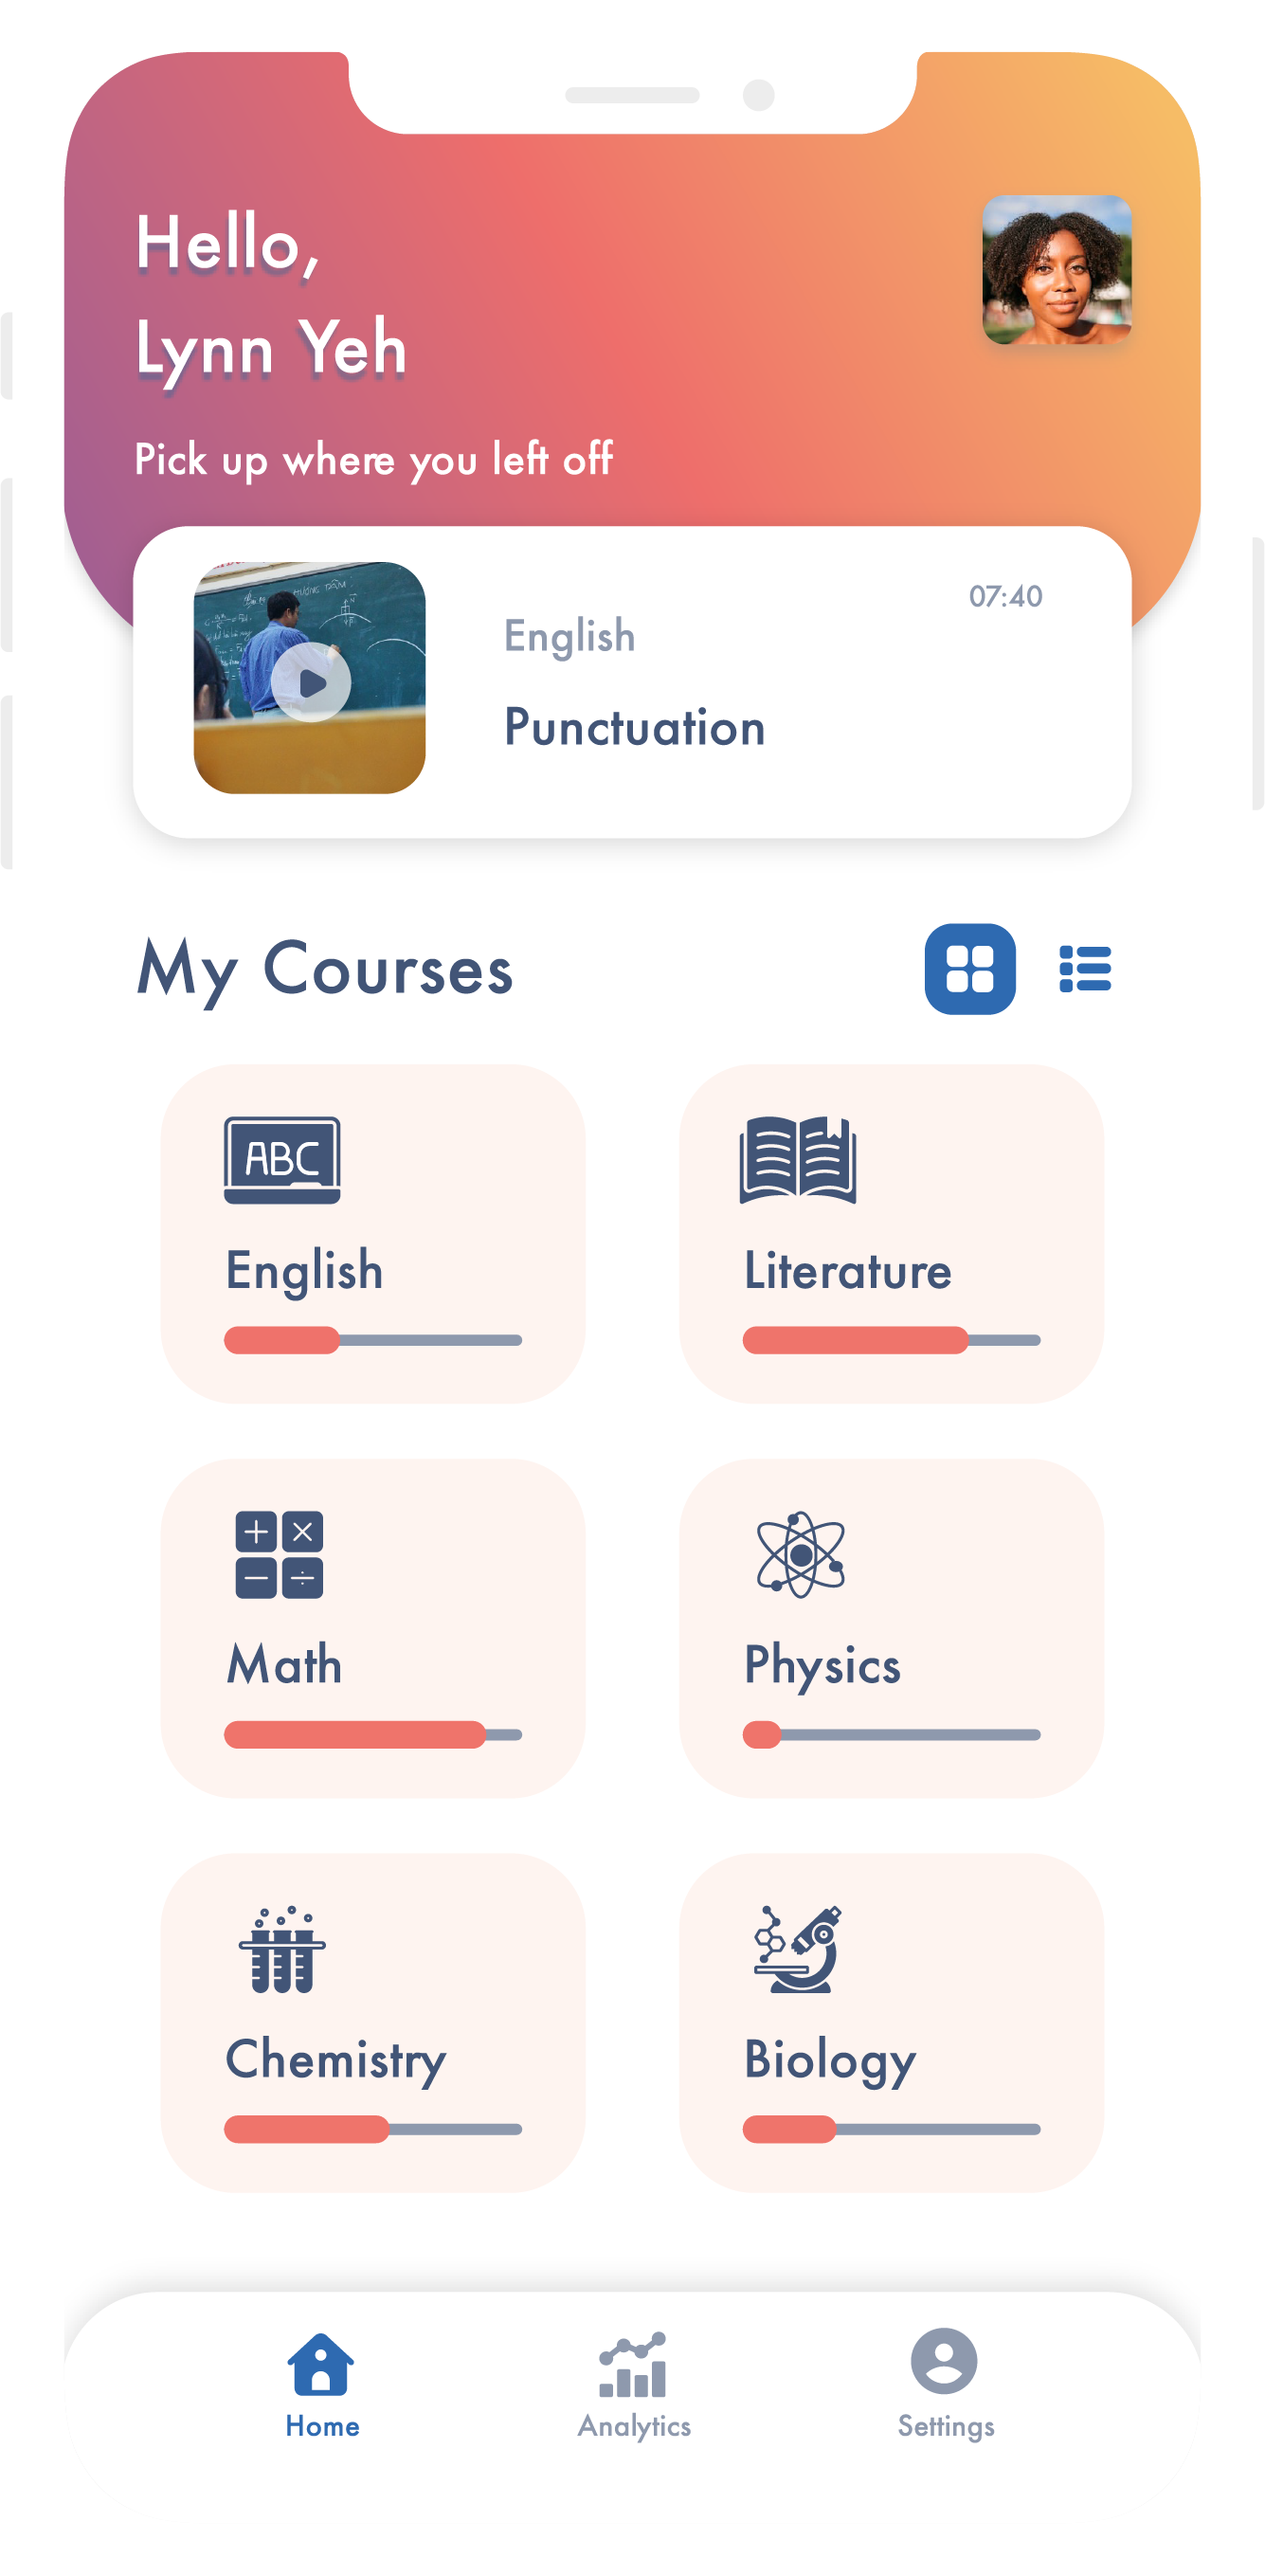 Hello,
Lynn Yeh
Pick up where you left off
07:40
English
Punctuation
My Courses
ABC
English
Literature
Math
Physics
Chemistry
Biology
Home
Analytics
Settings